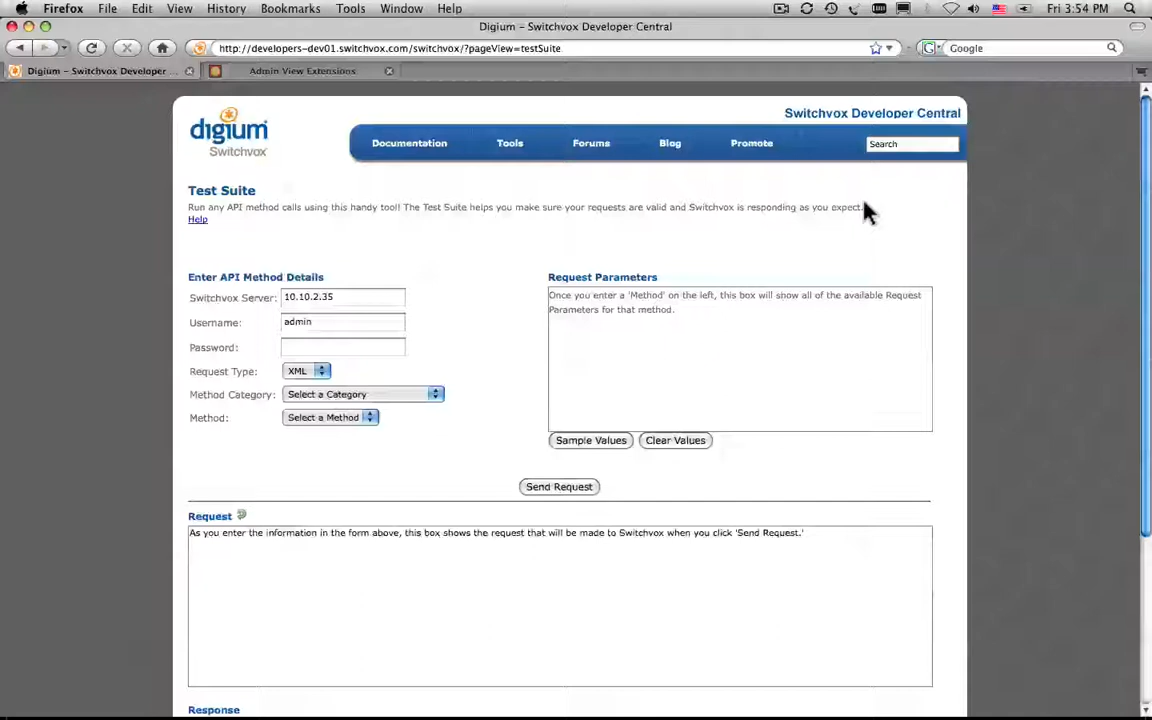 Firefox File Edit View History Bookmarks Tools Window Help Fri 3:54 PM
Digium - Switchvox Developer Central
http://developers-dev01.switchvox.com/switchvox/?pageView=testSuite Google
Digium - Switchvox Developer ... Admin View Extensions
digium
Switchvox
Switchvox Developer Central
Documentation Tools Forums Blog Promote Search
Test Suite
Run any API method calls using this handy tool! The Test Suite helps you make sure your requests are valid and Switchvox is responding as you expect.
Help
Enter API Method Details
Switchvox Server: 10.10.2.35
Username: admin
Password:
Request Type: XML
Method Category: Select a Category
Method: Select a Method
Request Parameters
Once you enter a 'Method' on the left, this box will show all of the available Request
Parameters for that method.
Sample Values Clear Values
Send Request
Request
As you enter the information in the form above, this box shows the request that will be made to Switchvox when you click 'Send Request.'
Response